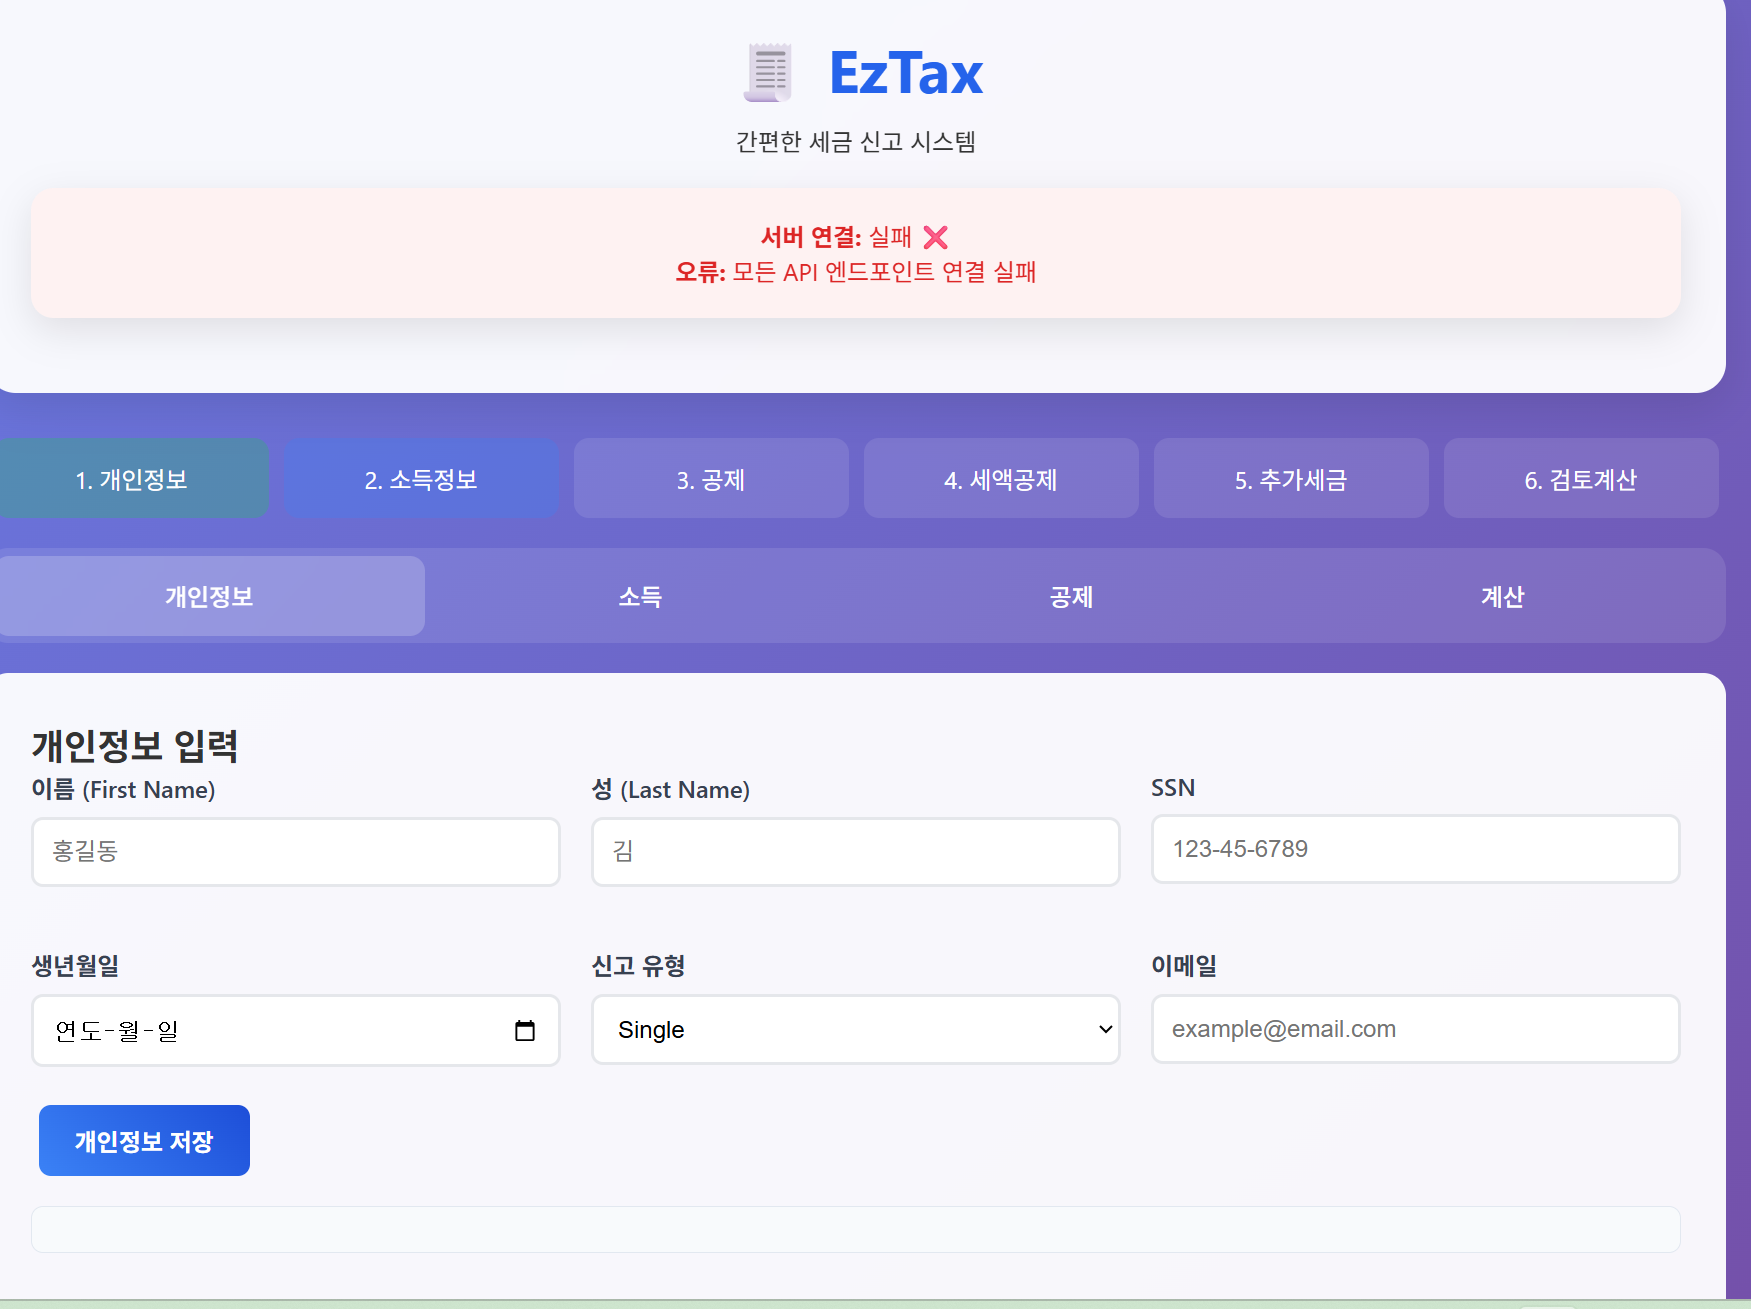 EzTax
간편한 세금 신고 시스템
서버 연결: 실패 ❌
오류: 모든 API 엔드포인트 연결 실패
1. 개인정보
2. 소득정보
3. 공제
4. 세액공제
5. 추가세금
6. 검토계산
개인정보
소득
공제
계산
개인정보 입력
이름 (First Name)
성 (Last Name)
SSN
홍길동
김
123-45-6789
생년월일
신고 유형
이메일
연도-월-일
Single
example@email.com
개인정보 저장